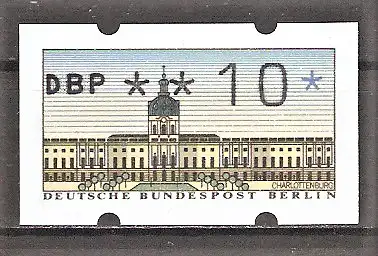 DBP ** 10*
CHARLOTTENBURG
DEUTSCHE BUNDESPOST BERLIN